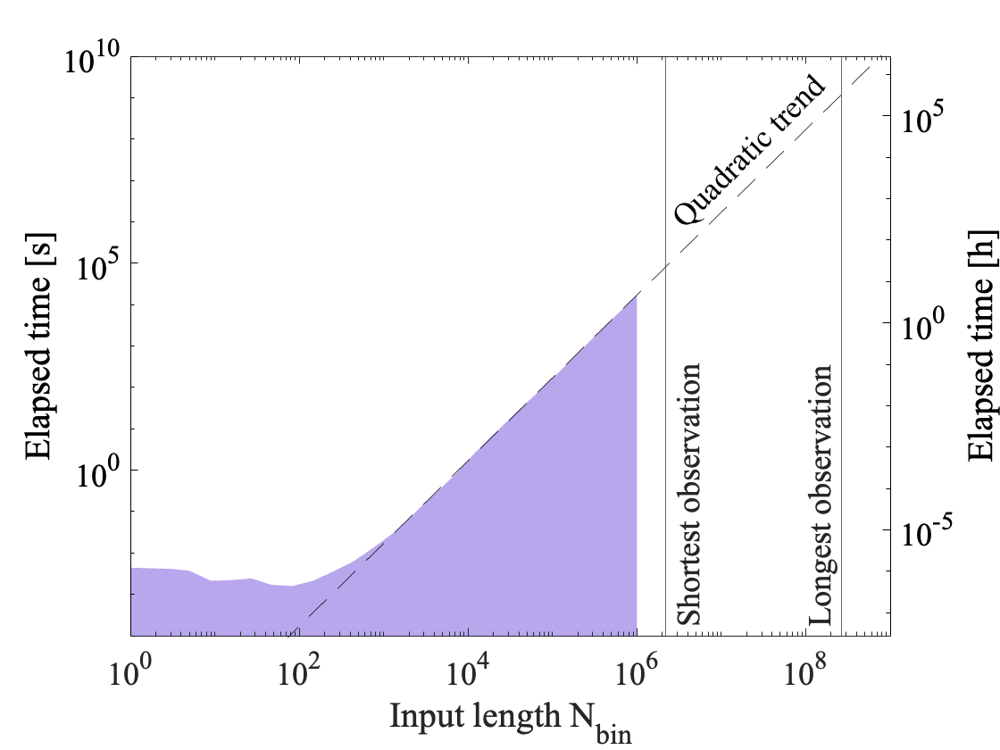 10^10
10^5
10^0
Elapsed time [s]
Quadratic trend
Shortest observation
Longest observation
10^5
10^0
10^-5
Elapsed time [h]
10^0 10^2 10^4 10^6 10^8
Input length N_bin